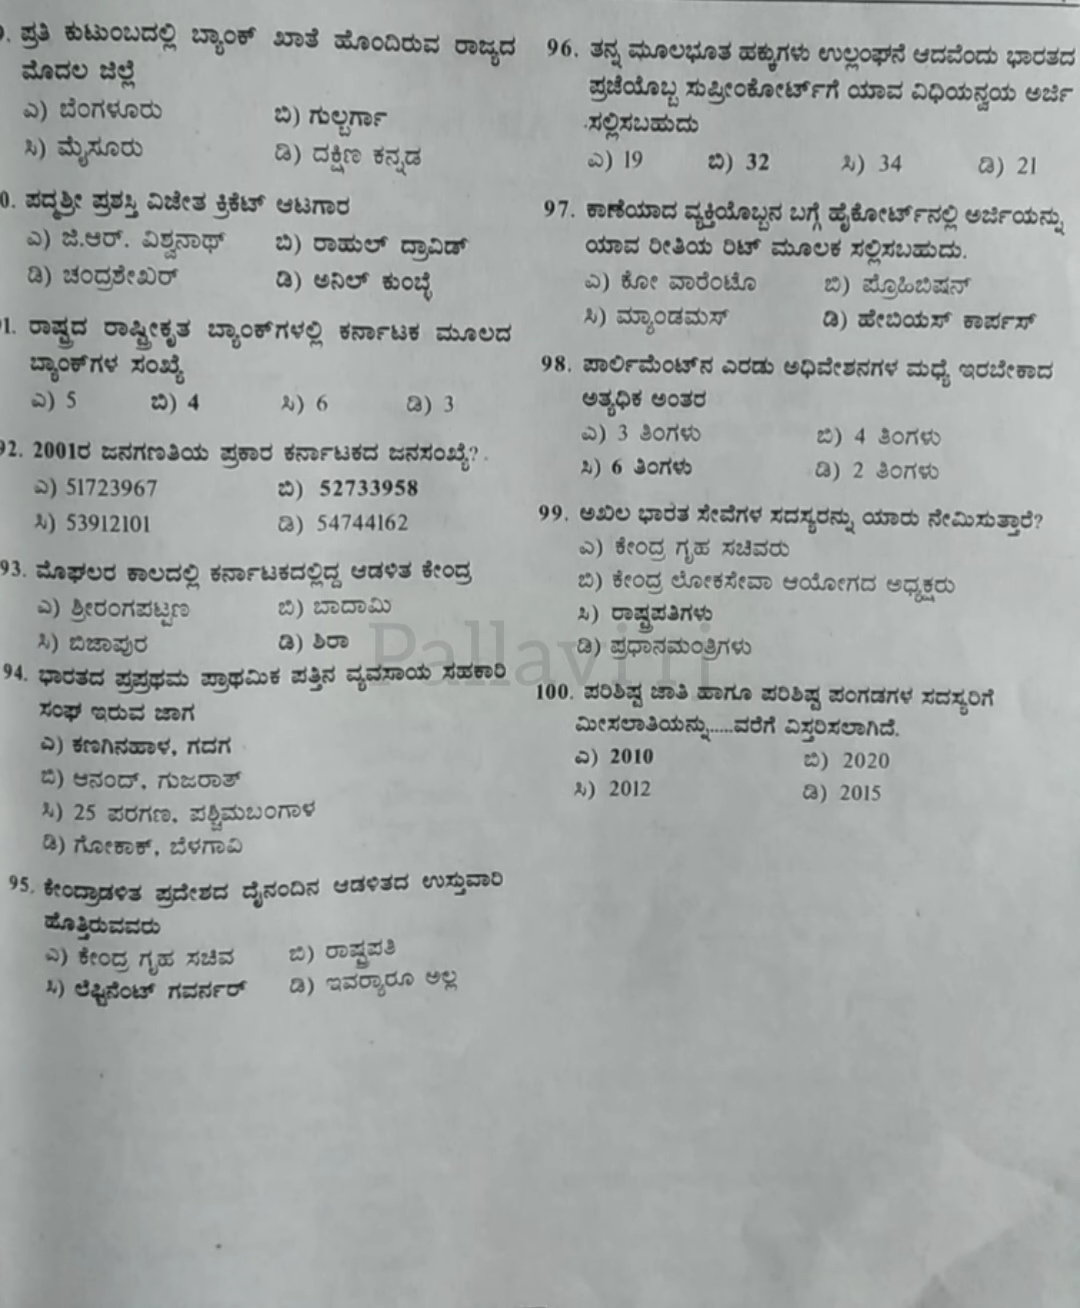 9. ಪ್ರತಿ ಕುಟುಂಬದಲ್ಲಿ ಬ್ಯಾಂಕ್ ಖಾತೆ ಹೊಂದಿರುವ ರಾಜ್ಯದ
ಮೊದಲ ಜಿಲ್ಲೆ
ಎ) ಬೆಂಗಳೂರು ಬಿ) ಗುಲ್ಬರ್ಗಾ
ಸಿ) ಮೈಸೂರು ಡಿ) ದಕ್ಷಿಣ ಕನ್ನಡ
0. ಪದ್ಮಶ್ರೀ ಪ್ರಶಸ್ತಿ ವಿಜೇತ ಕ್ರಿಕೆಟ್ ಆಟಗಾರ
ಎ) ಜಿ.ಆರ್. ವಿಶ್ವನಾಥ್ ಬಿ) ರಾಹುಲ್ ದ್ರಾವಿಡ್
ಡಿ) ಚಂದ್ರಶೇಖರ್ ಡಿ) ಅನಿಲ್ ಕುಂಬ್ಳೆ
91. ರಾಷ್ಟ್ರದ ರಾಷ್ಟ್ರೀಕೃತ ಬ್ಯಾಂಕ್‌ಗಳಲ್ಲಿ ಕರ್ನಾಟಕ ಮೂಲದ
ಬ್ಯಾಂಕ್‌ಗಳ ಸಂಖ್ಯೆ
ಎ) 5 ಬಿ) 4 ಸಿ) 6 ಡಿ) 3
92. 2001ರ ಜನಗಣತಿಯ ಪ್ರಕಾರ ಕರ್ನಾಟಕದ ಜನಸಂಖ್ಯೆ?
ಎ) 51723967 ಬಿ) 52733958
ಸಿ) 53912101 ಡಿ) 54744162
93. ಮೊಘಲರ ಕಾಲದಲ್ಲಿ ಕರ್ನಾಟಕದಲ್ಲಿದ್ದ ಆಡಳಿತ ಕೇಂದ್ರ
ಎ) ಶ್ರೀರಂಗಪಟ್ಟಣ ಬಿ) ಬಾದಾಮಿ
ಸಿ) ಬಿಜಾಪುರ ಡಿ) ಶಿರಾ
94. ಭಾರತದ ಪ್ರಪ್ರಥಮ ಪ್ರಾಥಮಿಕ ಪತ್ತಿನ ವ್ಯವಸಾಯ ಸಹಕಾರಿ
ಸಂಘ ಇರುವ ಜಾಗ
ಎ) ಕಣಗಿನಹಾಳ, ಗದಗ
ಬಿ) ಆನಂದ್, ಗುಜರಾತ್
ಸಿ) 25 ಪರಗಣ, ಪಶ್ಚಿಮಬಂಗಾಳ
ಡಿ) ಗೋಕಾಕ್, ಬೆಳಗಾವಿ
95. ಕೇಂದ್ರಾಡಳಿತ ಪ್ರದೇಶದ ದೈನಂದಿನ ಆಡಳಿತದ ಉಸ್ತುವಾರಿ
ಹೊತ್ತಿರುವವರು
ಎ) ಕೇಂದ್ರ ಗೃಹ ಸಚಿವ ಬಿ) ರಾಷ್ಟ್ರಪತಿ
ಸಿ) ಲೆಫ್ಟಿನೆಂಟ್ ಗವರ್ನರ್ ಡಿ) ಇವರ್‍ಯಾರೂ ಅಲ್ಲ
96. ತನ್ನ ಮೂಲಭೂತ ಹಕ್ಕುಗಳು ಉಲ್ಲಂಘನೆ ಆದವೆಂದು ಭಾರತದ
ಪ್ರಜೆಯೊಬ್ಬ ಸುಪ್ರೀಂಕೋರ್ಟ್‌ಗೆ ಯಾವ ವಿಧಿಯನ್ವಯ ಅರ್ಜಿ
ಸಲ್ಲಿಸಬಹುದು
ಎ) 19 ಬಿ) 32 ಸಿ) 34 ಡಿ) 21
97. ಕಾಣೆಯಾದ ವ್ಯಕ್ತಿಯೊಬ್ಬನ ಬಗ್ಗೆ ಹೈಕೋರ್ಟ್‌ನಲ್ಲಿ ಅರ್ಜಿಯನ್ನು
ಯಾವ ರೀತಿಯ ರಿಟ್ ಮೂಲಕ ಸಲ್ಲಿಸಬಹುದು.
ಎ) ಕೋ ವಾರೆಂಟೊ ಬಿ) ಪ್ರೊಹಿಬಿಷನ್
ಸಿ) ಮ್ಯಾಂಡಮಸ್ ಡಿ) ಹೇಬಿಯಸ್ ಕಾರ್ಪಸ್
98. ಪಾರ್ಲಿಮೆಂಟ್‌ನ ಎರಡು ಅಧಿವೇಶನಗಳ ಮಧ್ಯೆ ಇರಬೇಕಾದ
ಅತ್ಯಧಿಕ ಅಂತರ
ಎ) 3 ತಿಂಗಳು ಬಿ) 4 ತಿಂಗಳು
ಸಿ) 6 ತಿಂಗಳು ಡಿ) 2 ತಿಂಗಳು
99. ಅಖಿಲ ಭಾರತ ಸೇವೆಗಳ ಸದಸ್ಯರನ್ನು ಯಾರು ನೇಮಿಸುತ್ತಾರೆ?
ಎ) ಕೇಂದ್ರ ಗೃಹ ಸಚಿವರು
ಬಿ) ಕೇಂದ್ರ ಲೋಕಸೇವಾ ಆಯೋಗದ ಅಧ್ಯಕ್ಷರು
ಸಿ) ರಾಷ್ಟ್ರಪತಿಗಳು
ಡಿ) ಪ್ರಧಾನಮಂತ್ರಿಗಳು
100. ಪರಿಶಿಷ್ಟ ಜಾತಿ ಹಾಗೂ ಪರಿಶಿಷ್ಟ ಪಂಗಡಗಳ ಸದಸ್ಯರಿಗೆ
ಮೀಸಲಾತಿಯನ್ನು.....ವರೆಗೆ ವಿಸ್ತರಿಸಲಾಗಿದೆ.
ಎ) 2010 ಬಿ) 2020
ಸಿ) 2012 ಡಿ) 2015
Pallavi